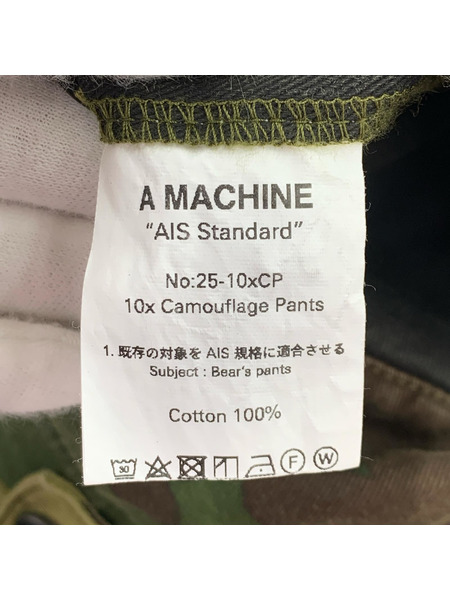 A MACHINE
“AIS Standard”
No:25-10xCP
10x Camouflage Pants
1. 既存の対象を AIS 規格に適合させる
Subject : Bear's pants
Cotton 100%
30 F W